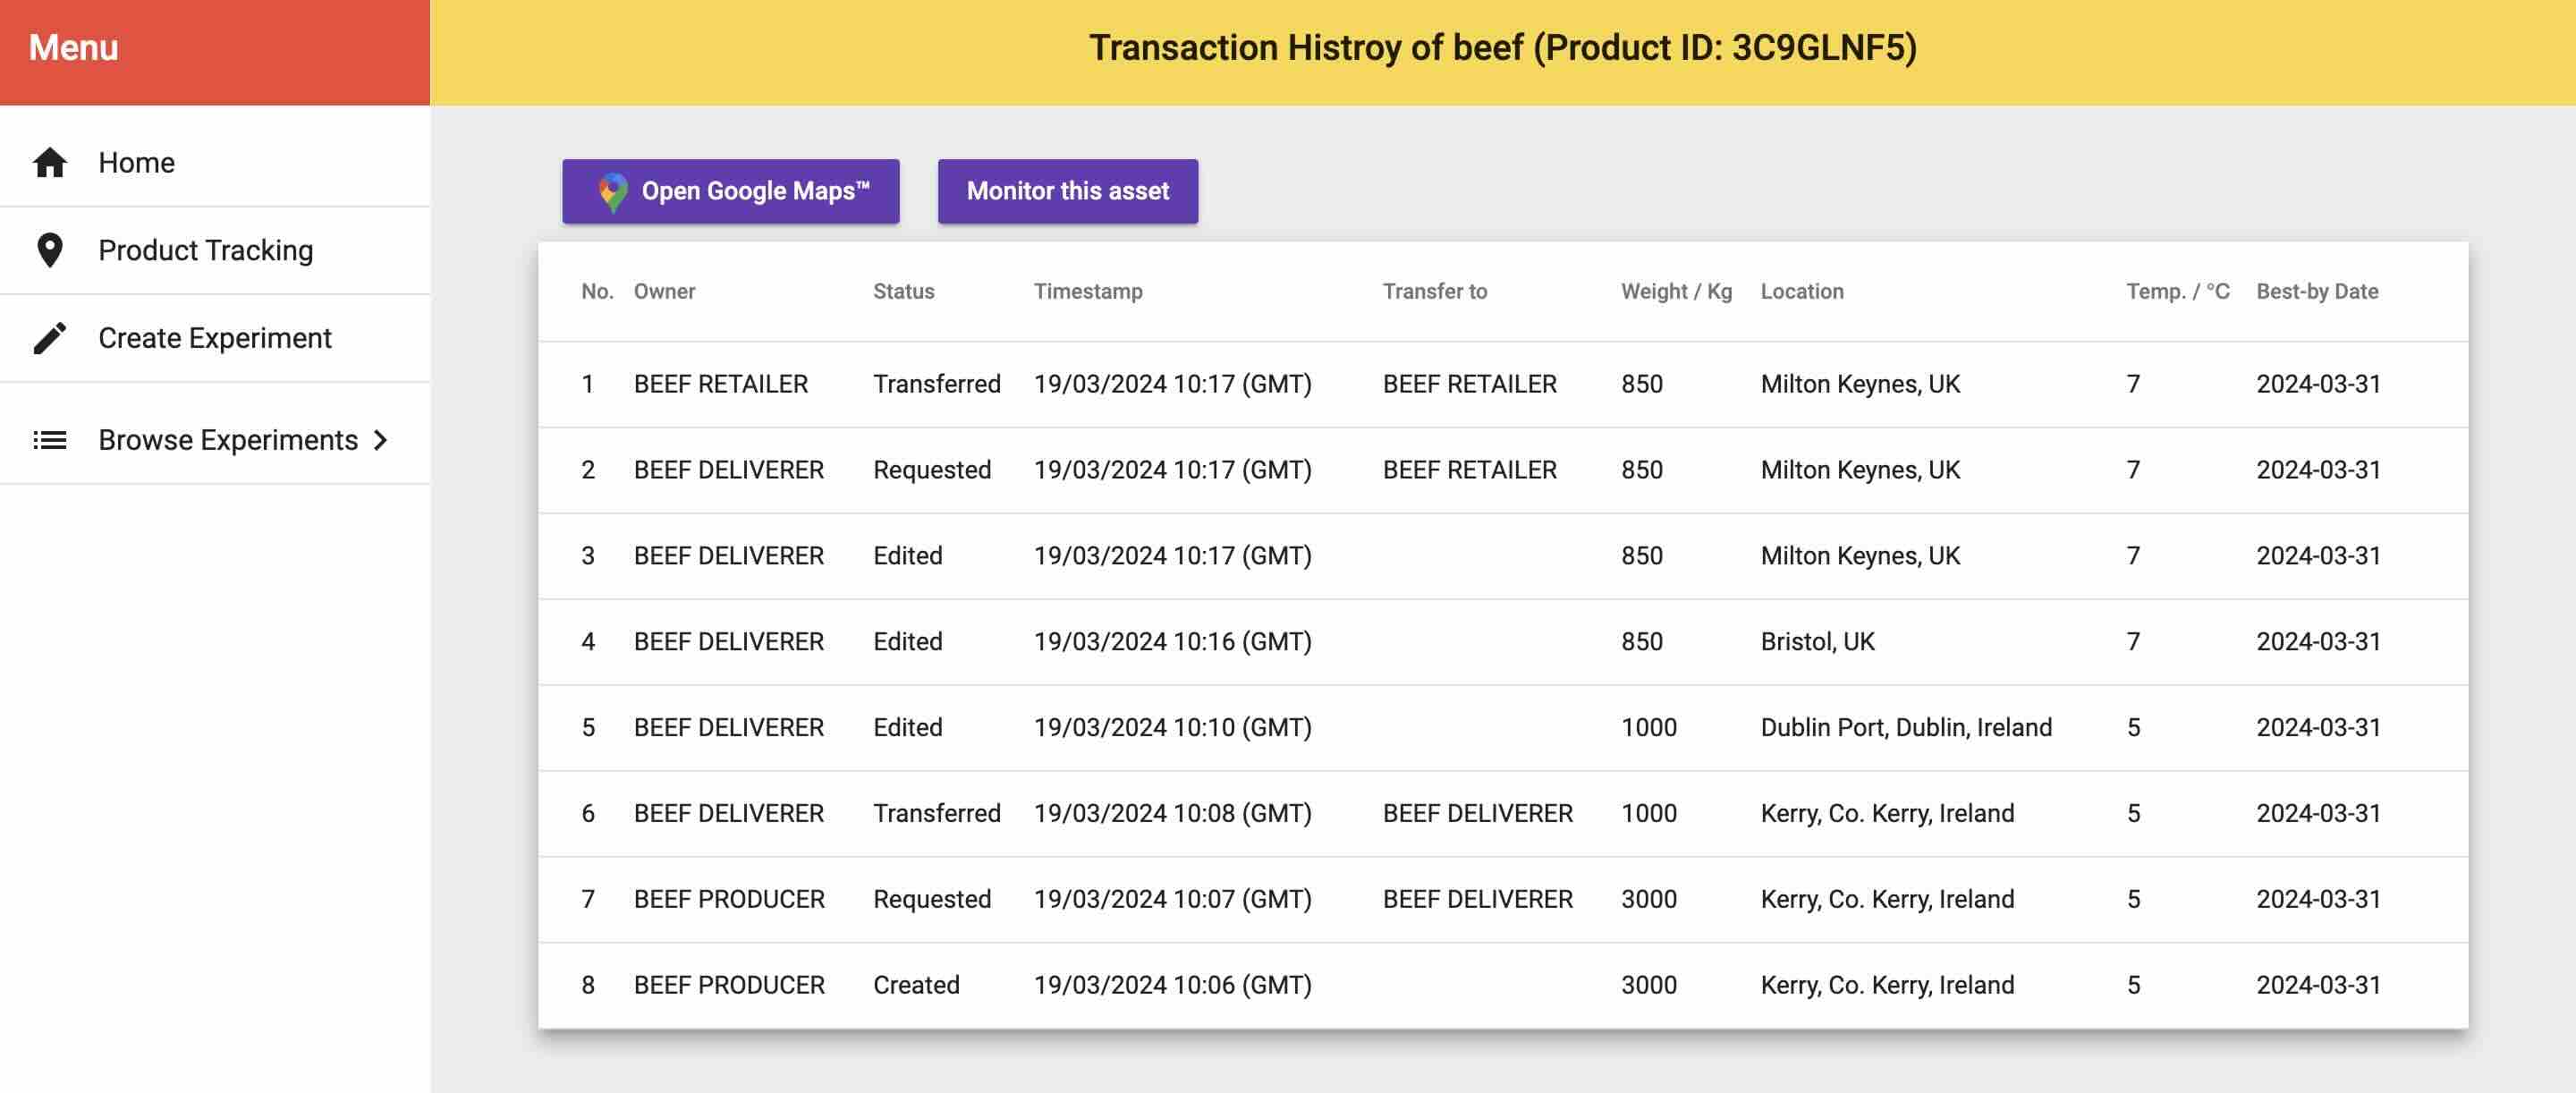 Menu
Transaction Histroy of beef (Product ID: 3C9GLNF5)
Home
Product Tracking
Create Experiment
Browse Experiments
Open Google Maps™
Monitor this asset
No. Owner Status Timestamp Transfer to Weight / Kg Location Temp. / °C Best-by Date
1 BEEF RETAILER Transferred 19/03/2024 10:17 (GMT) BEEF RETAILER 850 Milton Keynes, UK 7 2024-03-31
2 BEEF DELIVERER Requested 19/03/2024 10:17 (GMT) BEEF RETAILER 850 Milton Keynes, UK 7 2024-03-31
3 BEEF DELIVERER Edited 19/03/2024 10:17 (GMT) 850 Milton Keynes, UK 7 2024-03-31
4 BEEF DELIVERER Edited 19/03/2024 10:16 (GMT) 850 Bristol, UK 7 2024-03-31
5 BEEF DELIVERER Edited 19/03/2024 10:10 (GMT) 1000 Dublin Port, Dublin, Ireland 5 2024-03-31
6 BEEF DELIVERER Transferred 19/03/2024 10:08 (GMT) BEEF DELIVERER 1000 Kerry, Co. Kerry, Ireland 5 2024-03-31
7 BEEF PRODUCER Requested 19/03/2024 10:07 (GMT) BEEF DELIVERER 3000 Kerry, Co. Kerry, Ireland 5 2024-03-31
8 BEEF PRODUCER Created 19/03/2024 10:06 (GMT) 3000 Kerry, Co. Kerry, Ireland 5 2024-03-31